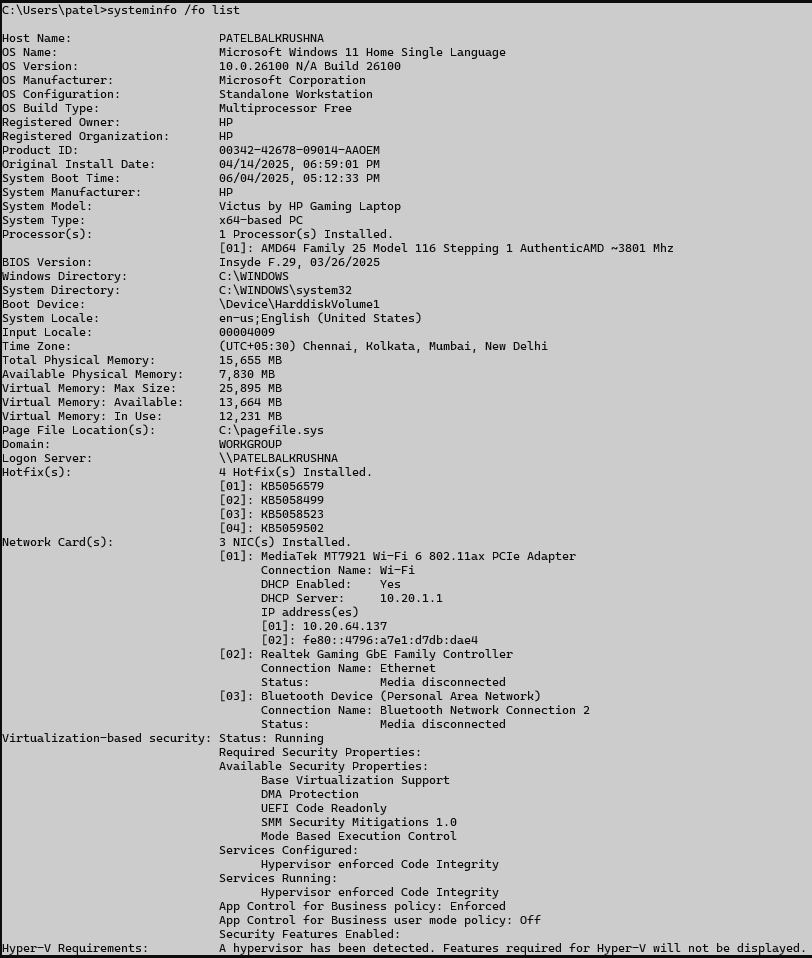 C:\Users\patel>systeminfo /fo list

Host Name:                     PATELBALKRUSHNA
OS Name:                       Microsoft Windows 11 Home Single Language
OS Version:                    10.0.26100 N/A Build 26100
OS Manufacturer:               Microsoft Corporation
OS Configuration:              Standalone Workstation
OS Build Type:                 Multiprocessor Free
Registered Owner:              HP
Registered Organization:       HP
Product ID:                    00342-42678-09014-AAOEM
Original Install Date:         04/14/2025, 06:59:01 PM
System Boot Time:              06/04/2025, 05:12:33 PM
System Manufacturer:           HP
System Model:                  Victus by HP Gaming Laptop
System Type:                   x64-based PC
Processor(s):                  1 Processor(s) Installed.
                               [01]: AMD64 Family 25 Model 116 Stepping 1 AuthenticAMD ~3801 Mhz
BIOS Version:                  Insyde F.29, 03/26/2025
Windows Directory:             C:\WINDOWS
System Directory:              C:\WINDOWS\system32
Boot Device:                   \Device\HarddiskVolume1
System Locale:                 en-us;English (United States)
Input Locale:                  00004009
Time Zone:                     (UTC+05:30) Chennai, Kolkata, Mumbai, New Delhi
Total Physical Memory:         15,655 MB
Available Physical Memory:     7,830 MB
Virtual Memory: Max Size:      25,895 MB
Virtual Memory: Available:     13,664 MB
Virtual Memory: In Use:        12,231 MB
Page File Location(s):         C:\pagefile.sys
Domain:                        WORKGROUP
Logon Server:                  \\PATELBALKRUSHNA
Hotfix(s):                     4 Hotfix(s) Installed.
                               [01]: KB5056579
                               [02]: KB5058499
                               [03]: KB5058523
                               [04]: KB5059502
Network Card(s):               3 NIC(s) Installed.
                               [01]: MediaTek MT7921 Wi-Fi 6 802.11ax PCIe Adapter
                                     Connection Name: Wi-Fi
                                     DHCP Enabled:    Yes
                                     DHCP Server:     10.20.1.1
                                     IP address(es)
                                     [01]: 10.20.64.137
                                     [02]: fe80::4796:a7e1:d7db:dae4
                               [02]: Realtek Gaming GbE Family Controller
                                     Connection Name: Ethernet
                                     Status:          Media disconnected
                               [03]: Bluetooth Device (Personal Area Network)
                                     Connection Name: Bluetooth Network Connection 2
                                     Status:          Media disconnected
Virtualization-based security: Status: Running
                               Required Security Properties:
                               Available Security Properties:
                                     Base Virtualization Support
                                     DMA Protection
                                     UEFI Code Readonly
                                     SMM Security Mitigations 1.0
                                     Mode Based Execution Control
                               Services Configured:
                                     Hypervisor enforced Code Integrity
                               Services Running:
                                     Hypervisor enforced Code Integrity
                               App Control for Business policy: Enforced
                               App Control for Business user mode policy: Off
                               Security Features Enabled:
Hyper-V Requirements:          A hypervisor has been detected. Features required for Hyper-V will not be displayed.